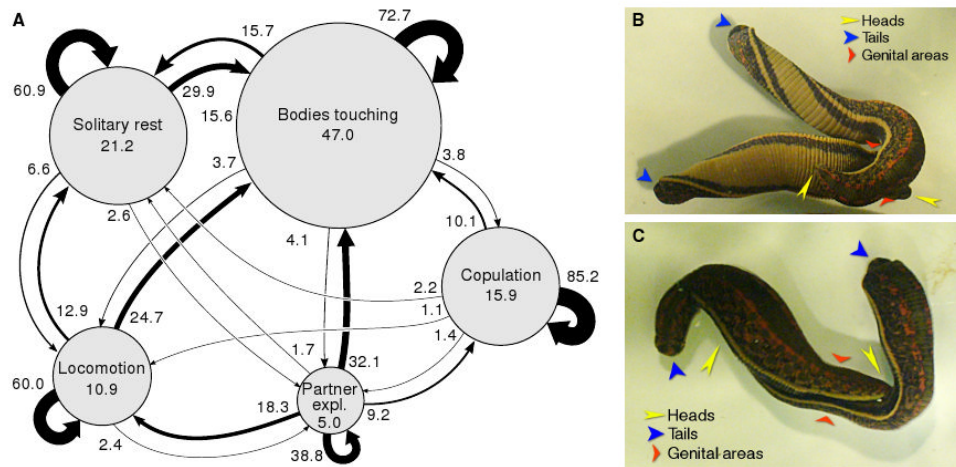 A
72.7
15.7
60.9
29.9
15.6
Solitary rest
21.2
Bodies touching
47.0
6.6
3.7
3.8
2.6
4.1
10.1
Copulation
15.9
85.2
2.2
1.1
1.4
12.9
24.7
1.7
32.1
60.0
Locomotion
10.9
Partner
expl.
5.0
18.3
9.2
2.4
38.8
B
Heads
Tails
Genital areas
C
Heads
Tails
Genital areas